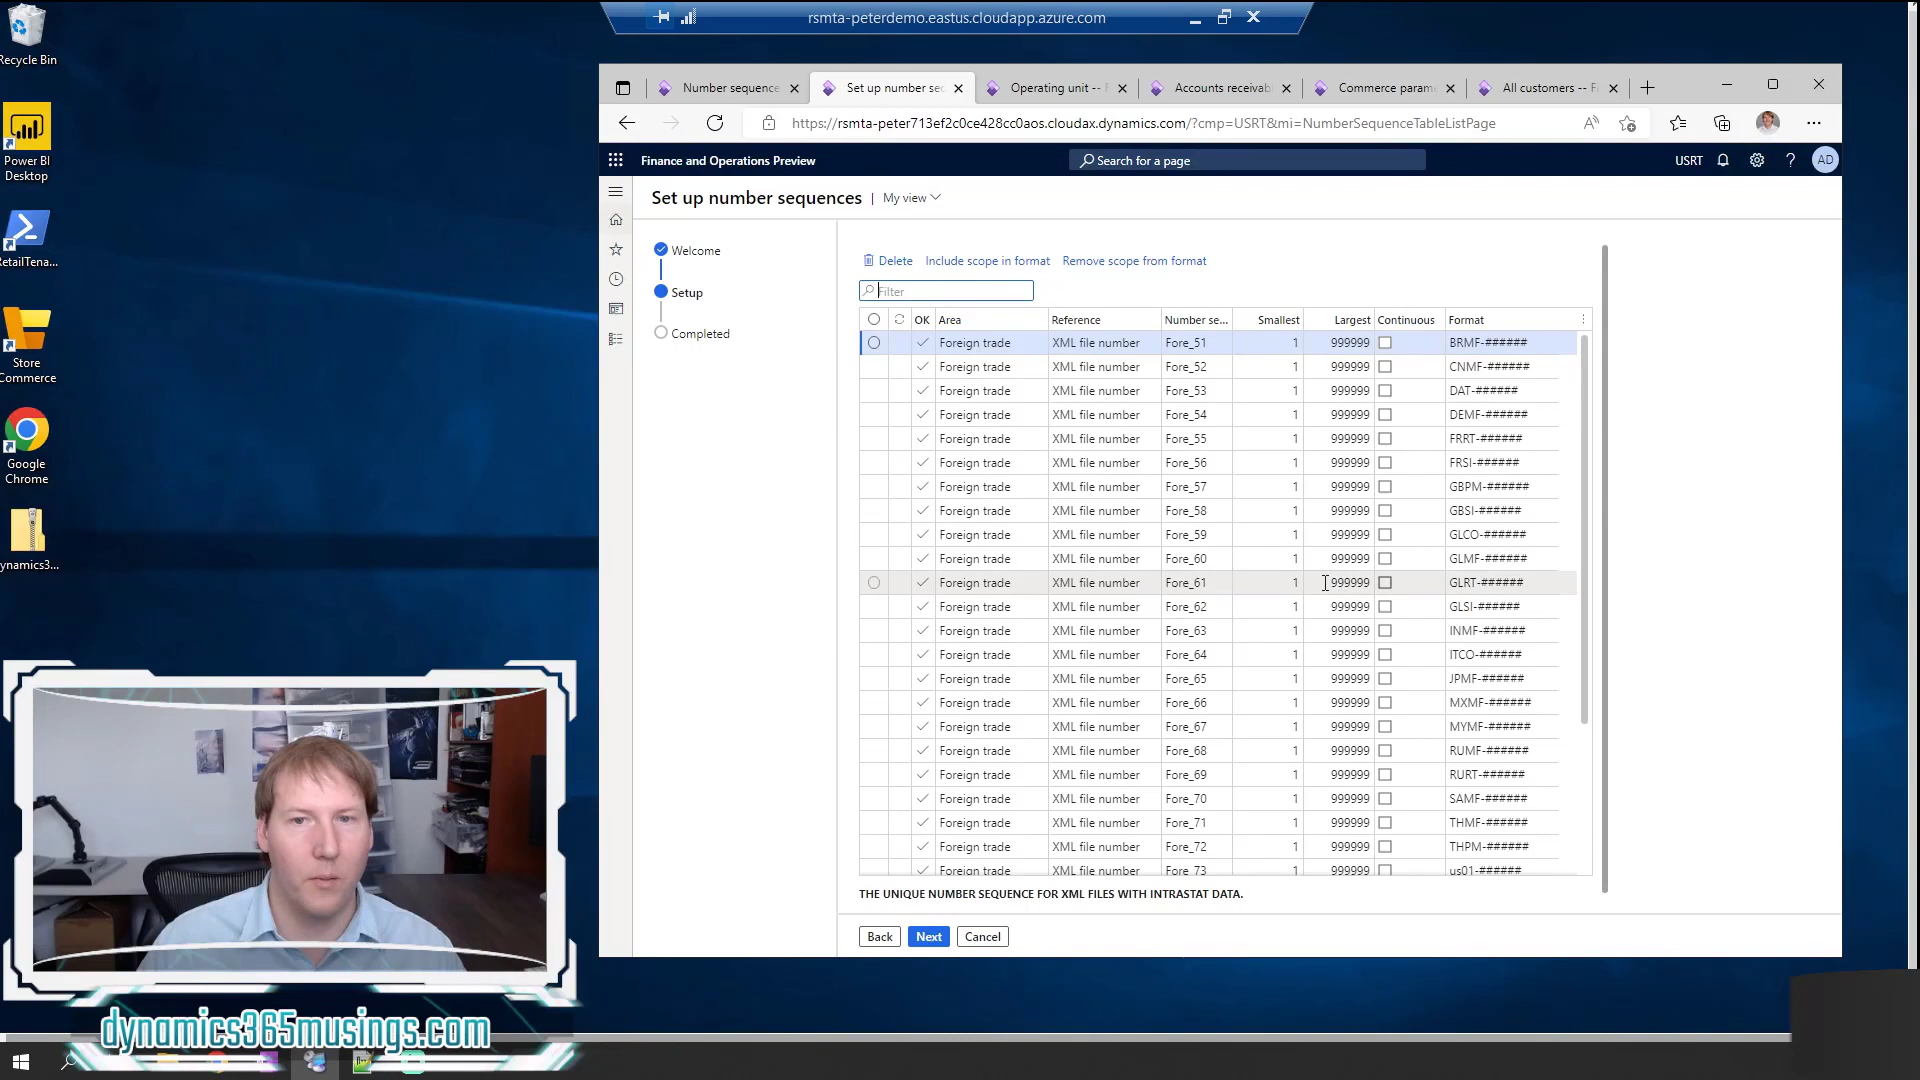 Recycle Bin
Power BI
Desktop
RetailTena...
Store
Commerce
Google
Chrome
ynamics3...
rsmta-peterdemo.eastus.cloudapp.azure.com
Number sequence
Set up number se
Operating unit --
Accounts receivab
Commerce param
All customers --
https://rsmta-peter713ef2c0ce428cc0aos.cloudax.dynamics.com/?cmp=USRT&mi=NumberSequenceTableListPage
Finance and Operations Preview
Search for a page
USRT
AD
Set up number sequences | My view
Welcome
Setup
Completed
Delete Include scope in format Remove scope from format
Filter
OK Area Reference Number se... Smallest Largest Continuous Format
Foreign trade XML file number Fore_51 1 999999 BRMF-######
Foreign trade XML file number Fore_52 1 999999 CNMF-######
Foreign trade XML file number Fore_53 1 999999 DAT-######
Foreign trade XML file number Fore_54 1 999999 DEMF-######
Foreign trade XML file number Fore_55 1 999999 FRRT-######
Foreign trade XML file number Fore_56 1 999999 FRSI-######
Foreign trade XML file number Fore_57 1 999999 GBPM-######
Foreign trade XML file number Fore_58 1 999999 GBSI-######
Foreign trade XML file number Fore_59 1 999999 GLCO-######
Foreign trade XML file number Fore_60 1 999999 GLMF-######
Foreign trade XML file number Fore_61 1 999999 GLRT-######
Foreign trade XML file number Fore_62 1 999999 GLSI-######
Foreign trade XML file number Fore_63 1 999999 INMF-######
Foreign trade XML file number Fore_64 1 999999 ITCO-######
Foreign trade XML file number Fore_65 1 999999 JPMF-######
Foreign trade XML file number Fore_66 1 999999 MXMF-######
Foreign trade XML file number Fore_67 1 999999 MYMF-######
Foreign trade XML file number Fore_68 1 999999 RUMF-######
Foreign trade XML file number Fore_69 1 999999 RURT-######
Foreign trade XML file number Fore_70 1 999999 SAMF-######
Foreign trade XML file number Fore_71 1 999999 THMF-######
Foreign trade XML file number Fore_72 1 999999 THPM-######
Foreign trade XML file number Fore_73 1 999999 us01-######
THE UNIQUE NUMBER SEQUENCE FOR XML FILES WITH INTRASTAT DATA.
Back Next Cancel
dynamics365musings.com